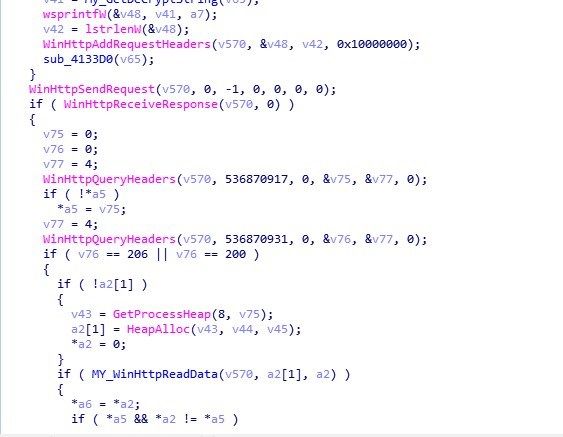 wsprintfW(&v48, v41, a7);
v42 = lstrlenW(&v48);
WinHttpAddRequestHeaders(v570, &v48, v42, 0x10000000);
sub_4133D0(v65);
}
WinHttpSendRequest(v570, 0, -1, 0, 0, 0, 0);
if ( WinHttpReceiveResponse(v570, 0) )
{
v75 = 0;
v76 = 0;
v77 = 4;
WinHttpQueryHeaders(v570, 536870917, 0, &v75, &v77, 0);
if ( !*a5 )
*a5 = v75;
v77 = 4;
WinHttpQueryHeaders(v570, 536870931, 0, &v76, &v77, 0);
if ( v76 == 206 || v76 == 200 )
{
if ( !a2[1] )
{
v43 = GetProcessHeap(8, v75);
a2[1] = HeapAlloc(v43, v44, v45);
*a2 = 0;
}
if ( MY_WinHttpReadData(v570, a2[1], a2) )
{
*a6 = *a2;
if ( *a5 && *a2 != *a5 )